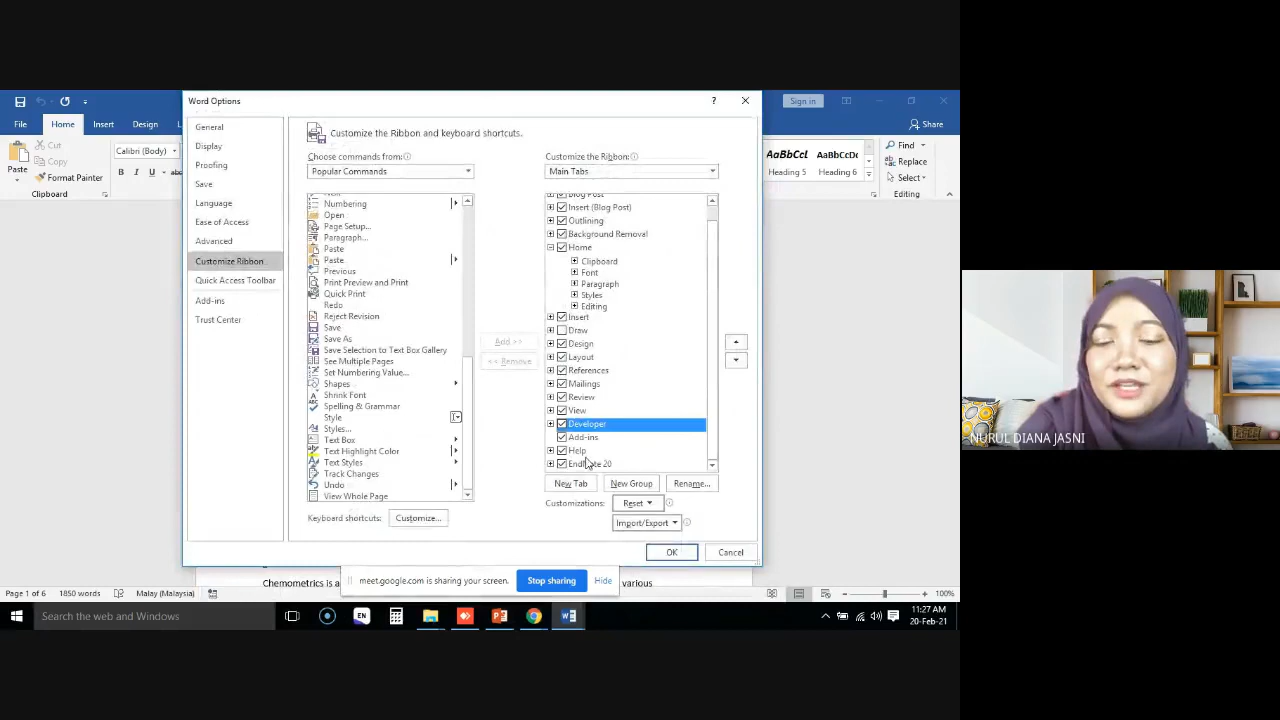 Word Options
Sign in
File
Home
Insert
Design
Share
Cut
Copy
Paste
Format Painter
Clipboard
Calibri (Body)
B I U
AaBbCcI
AaBbCcDc
Heading 5
Heading 6
Find
Replace
Select
Editing
General
Display
Proofing
Save
Language
Ease of Access
Advanced
Customize Ribbon
Quick Access Toolbar
Add-ins
Trust Center
Customize the Ribbon and keyboard shortcuts.
Choose commands from:
Popular Commands
Numbering
Open
Page Setup...
Paragraph...
Paste
Paste
Previous
Print Preview and Print
Quick Print
Redo
Reject Revision
Save
Save As
Save Selection to Text Box Gallery
See Multiple Pages
Set Numbering Value...
Shapes
Shrink Font
Spelling & Grammar
Style
Styles...
Text Box
Text Highlight Color
Text Styles
Track Changes
Undo
View Whole Page
Keyboard shortcuts: Customize...
Add >>
<< Remove
Customize the Ribbon:
Main Tabs
Blog Post
Insert (Blog Post)
Outlining
Background Removal
Home
Clipboard
Font
Paragraph
Styles
Editing
Insert
Draw
Design
Layout
References
Mailings
Review
View
Developer
Add-ins
Help
EndNote 20
New Tab
New Group
Rename...
Customizations: Reset
Import/Export
OK
Cancel
Chemometrics is a
various
meet.google.com is sharing your screen.
Stop sharing
Hide
Page 1 of 6
1850 words
Malay (Malaysia)
100%
Search the web and Windows
EN
11:27 AM
20-Feb-21
NURUL DIANA JASNI